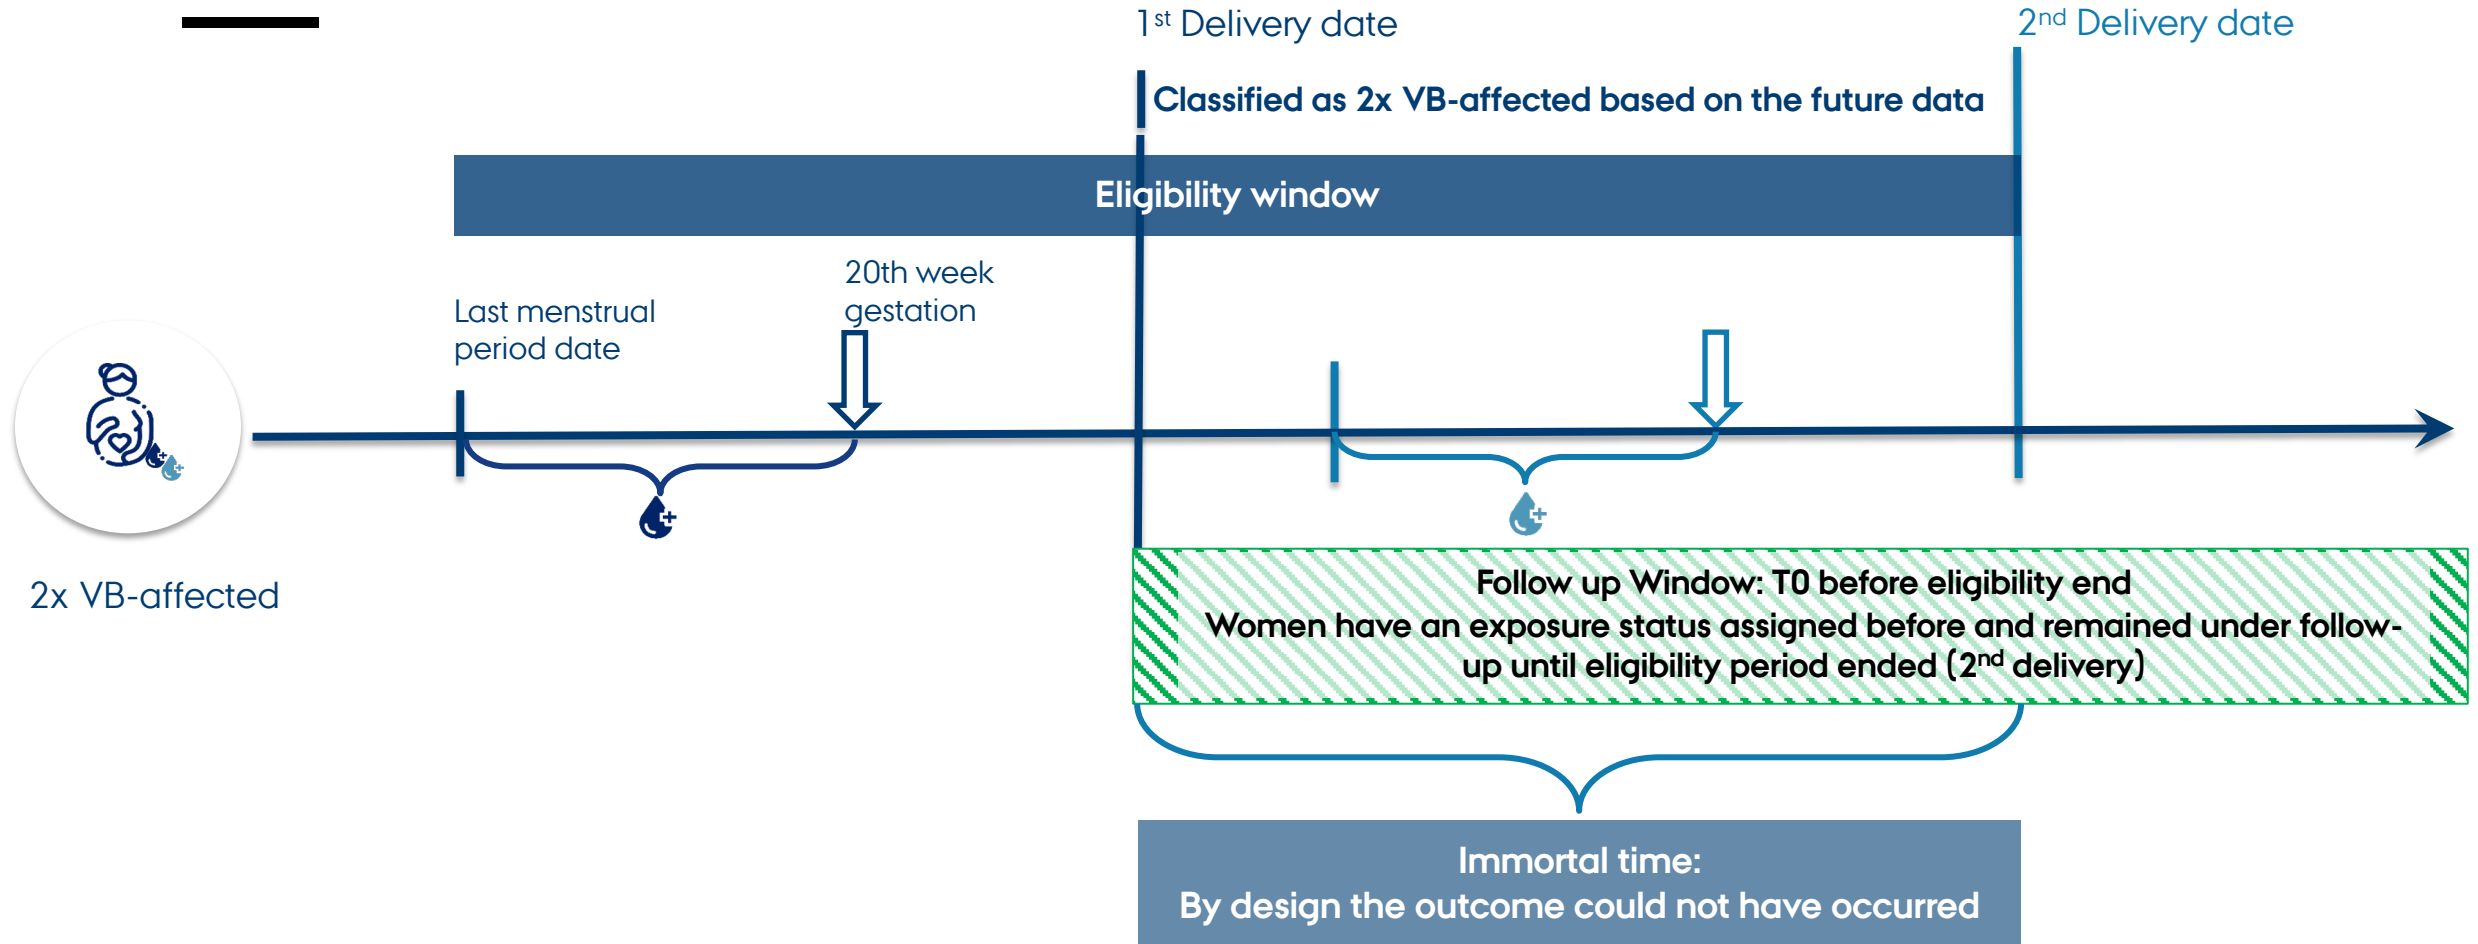 1st Delivery date
2nd Delivery date
Classified as 2x VB-affected based on the future data
Eligibility window
20th week
gestation
Last menstrual
period date
2x VB-affected
Follow up Window: T0 before eligibility end
Women have an exposure status assigned before and remained under follow-
up until eligibility period ended (2nd delivery)
Immortal time:
By design the outcome could not have occurred